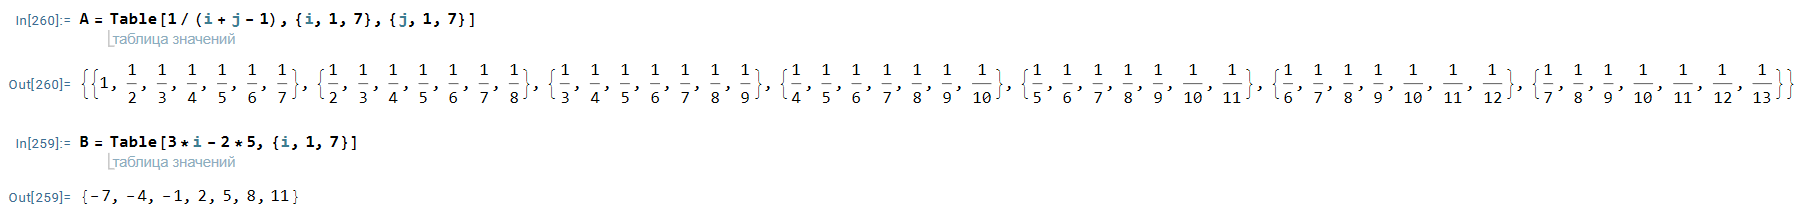 In[260]:= A = Table[1 / (i + j - 1), {i, 1, 7}, {j, 1, 7}]
таблица значений
Out[260]= {{1, 1/2, 1/3, 1/4, 1/5, 1/6, 1/7}, {1/2, 1/3, 1/4, 1/5, 1/6, 1/7, 1/8}, {1/3, 1/4, 1/5, 1/6, 1/7, 1/8, 1/9}, {1/4, 1/5, 1/6, 1/7, 1/8, 1/9, 1/10}, {1/5, 1/6, 1/7, 1/8, 1/9, 1/10, 1/11}, {1/6, 1/7, 1/8, 1/9, 1/10, 1/11, 1/12}, {1/7, 1/8, 1/9, 1/10, 1/11, 1/12, 1/13}}
In[259]:= B = Table[3 * i - 2 * 5, {i, 1, 7}]
таблица значений
Out[259]= {-7, -4, -1, 2, 5, 8, 11}